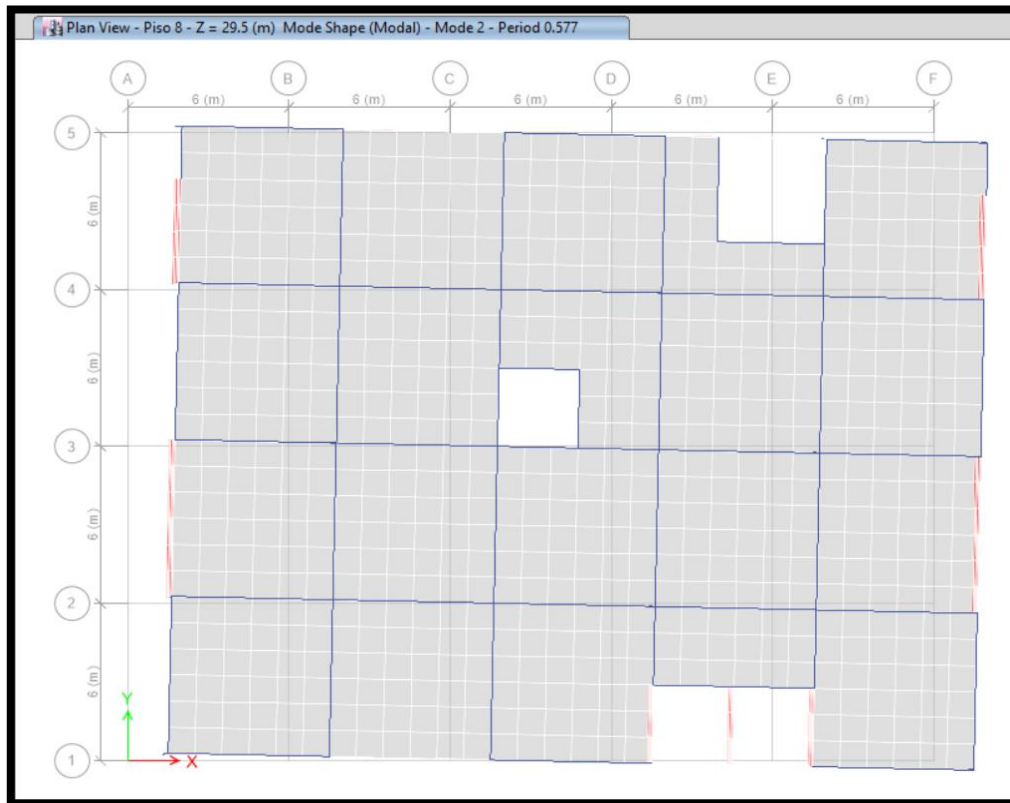 Plan View - Piso 8 - Z = 29.5 (m) Mode Shape (Modal) - Mode 2 - Period 0.577
A B C D E F
6 (m) 6 (m) 6 (m) 6 (m) 6 (m)
5
6 (m)
4
6 (m)
3
6 (m)
2
6 (m)
Y
1
X